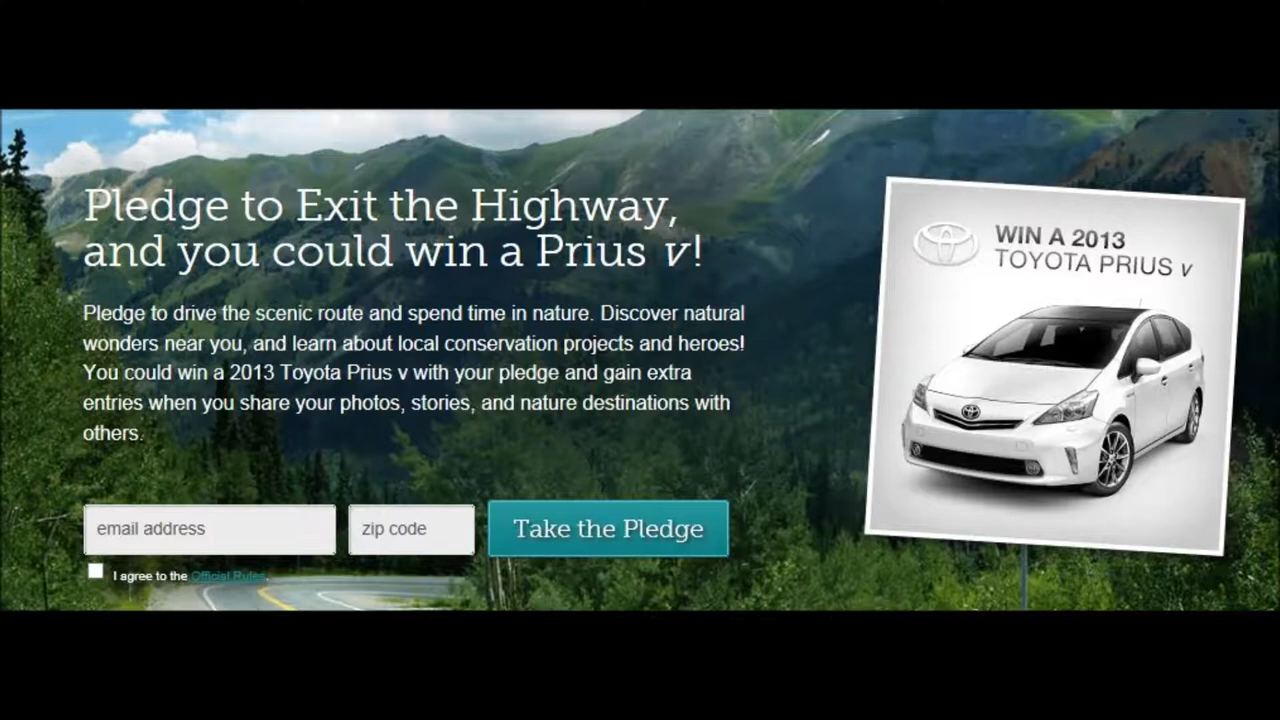 Pledge to Exit the Highway,
and you could win a Prius v!
Pledge to drive the scenic route and spend time in nature. Discover natural
wonders near you, and learn about local conservation projects and heroes!
You could win a 2013 Toyota Prius v with your pledge and gain extra
entries when you share your photos, stories, and nature destinations with
others.
email address
zip code
Take the Pledge
I agree to the Official Rules.
WIN A 2013
TOYOTA PRIUS v